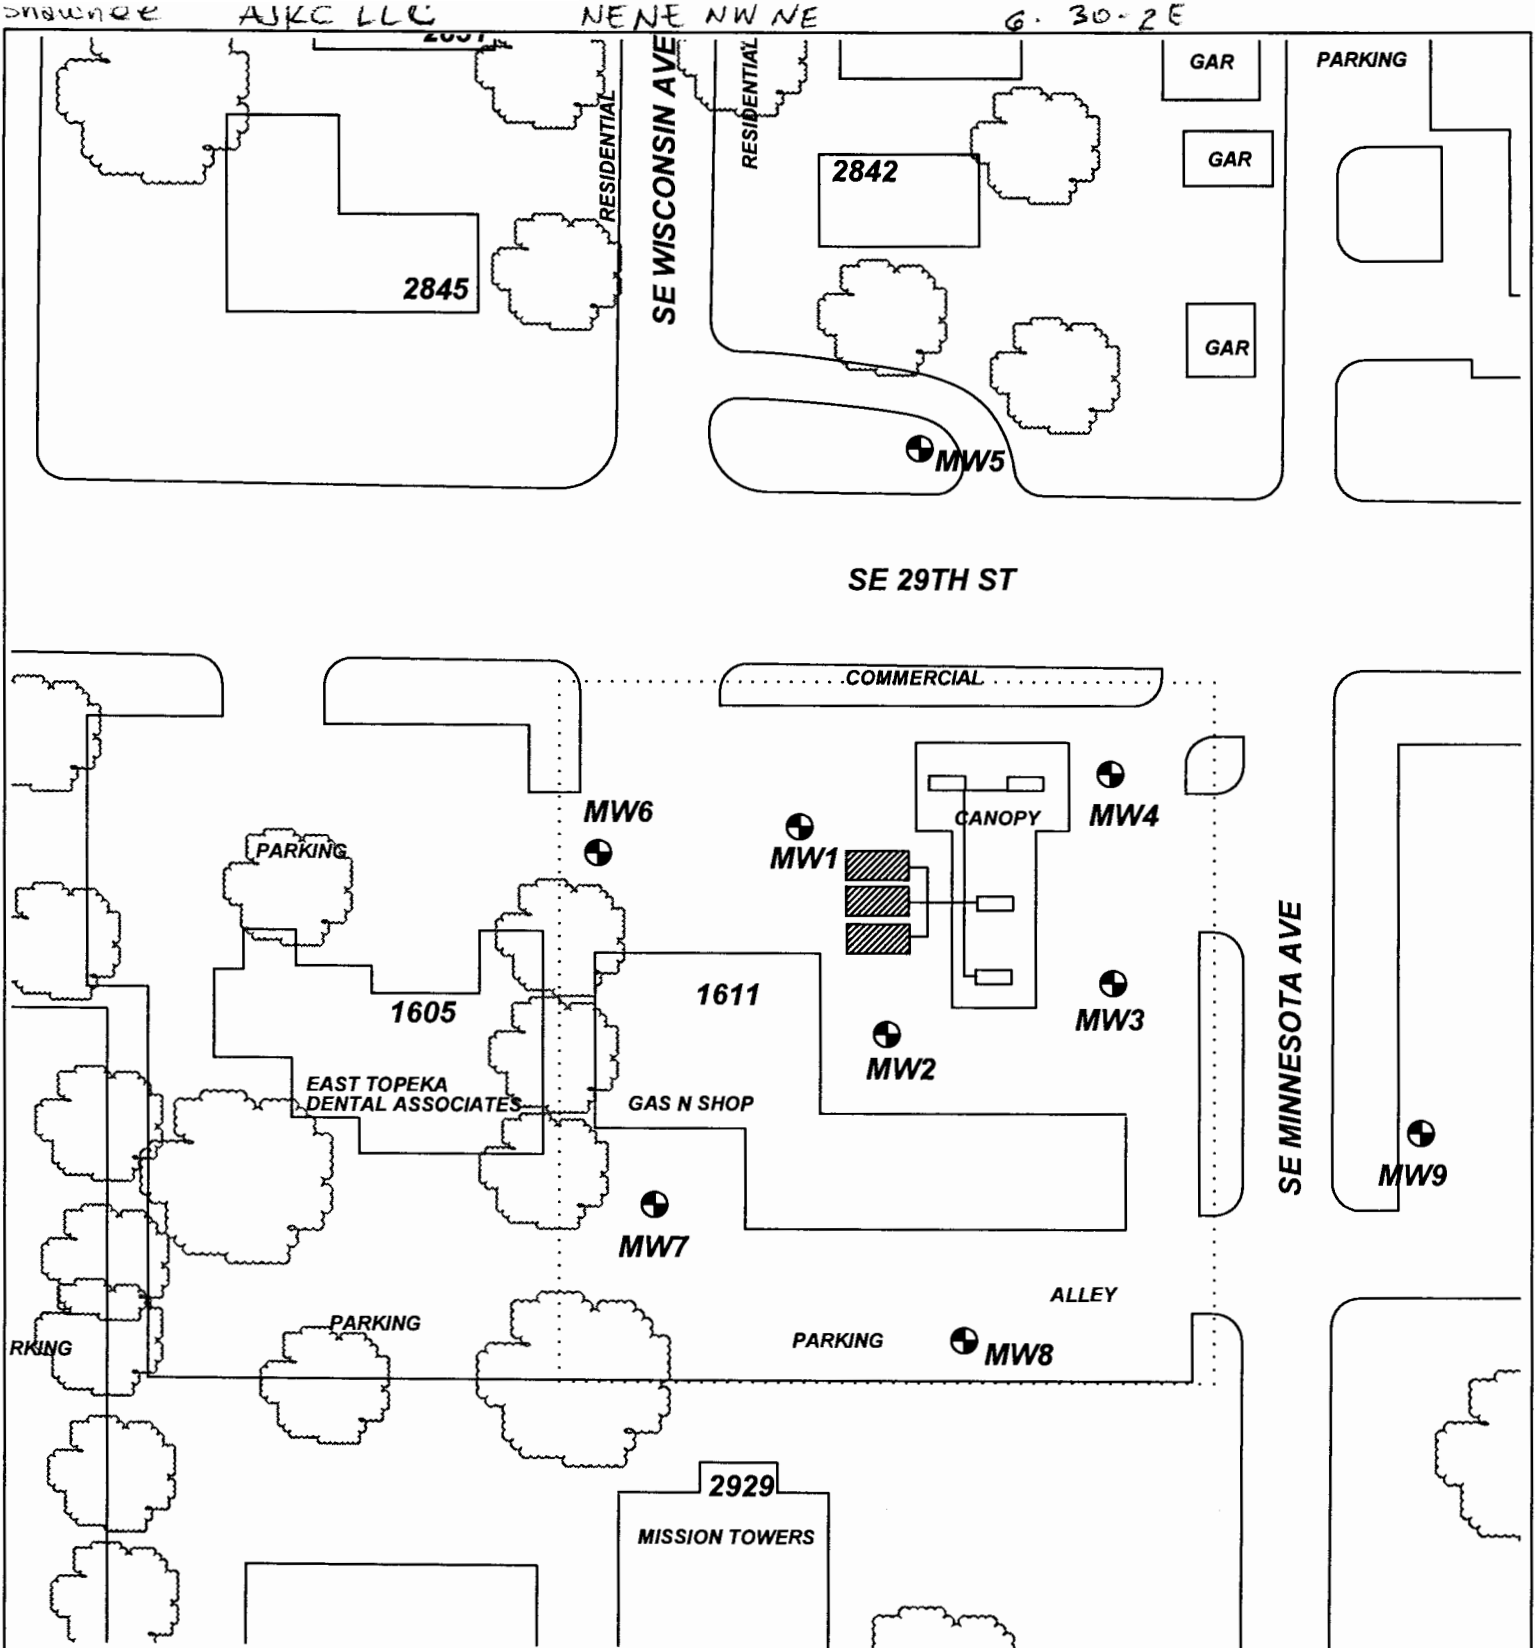 Shawnee AJKC LLC NENE NW NE 6. 30-2E
GAR
PARKING
RESIDENTIAL
SE WISCONSIN AVE
RESIDENTIAL
2842
GAR
2845
GAR
MW5
SE 29TH ST
COMMERCIAL
MW6
MW4
CANOPY
PARKING
MW1
1605
1611
MW3
MW2
SE MINNESOTA AVE
EAST TOPEKA
DENTAL ASSOCIATES
GAS N SHOP
MW9
MW7
ALLEY
PARKING
PARKING
MW8
RKING
2929
MISSION TOWERS